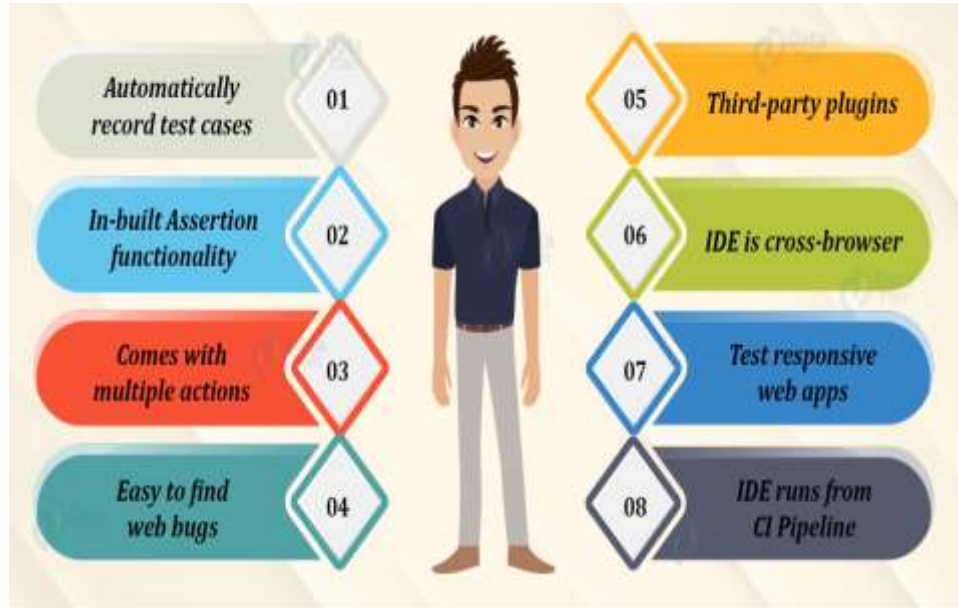 Automatically
record test cases
01
In-built Assertion
functionality
02
Comes with
multiple actions
03
Easy to find
web bugs
04
05
Third-party plugins
06
IDE is cross-browser
07
Test responsive
web apps
08
IDE runs from
CI Pipeline